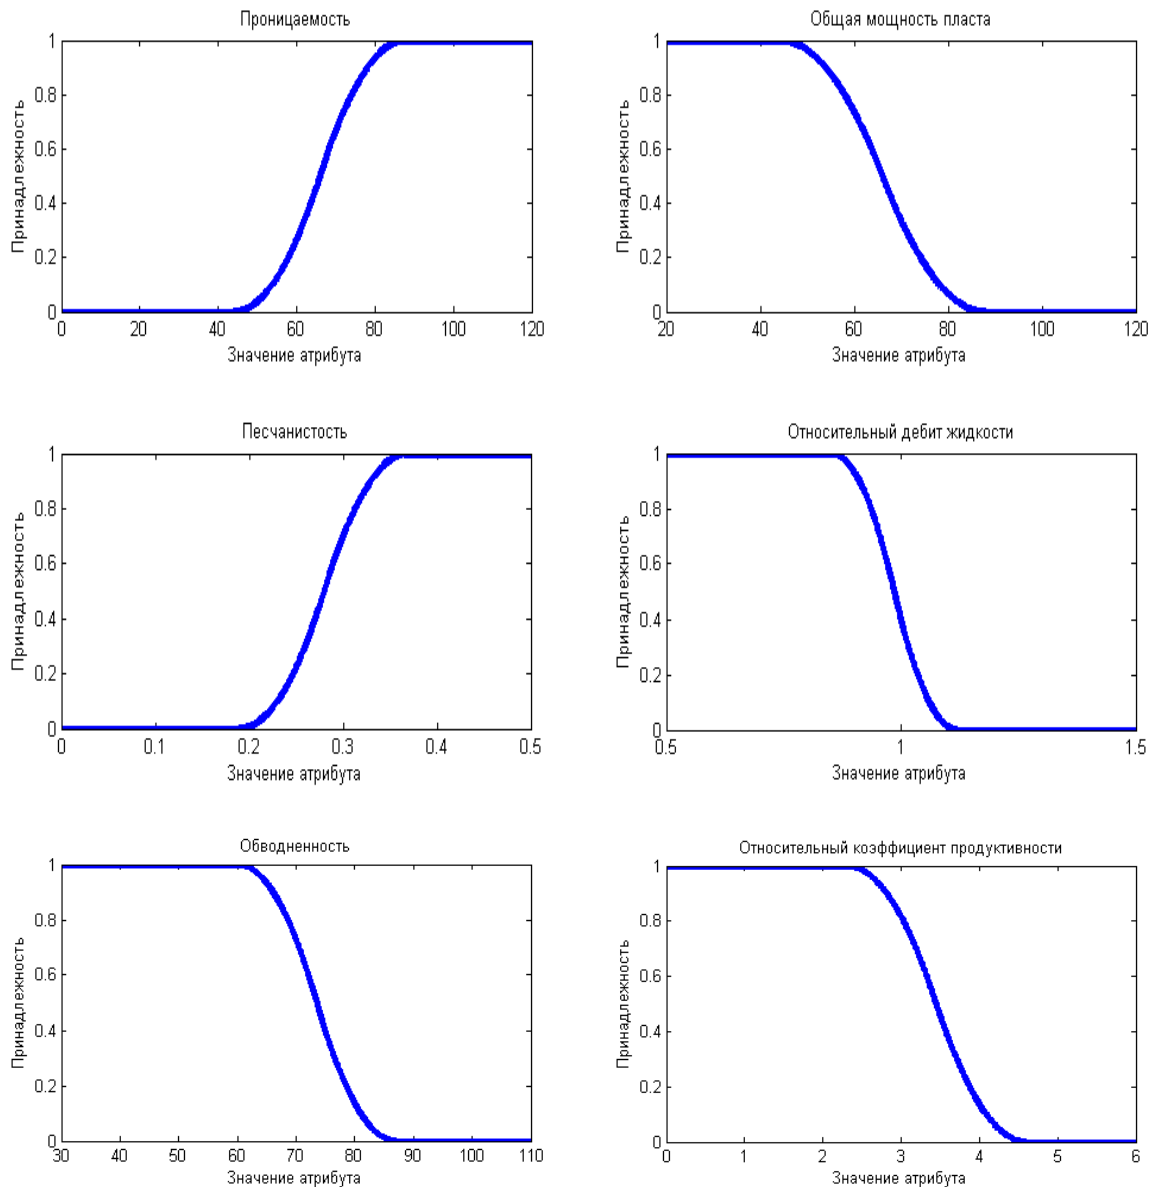 Проницаемость
Принадлежность
1
0.8
0.6
0.4
0.2
0
0 20 40 60 80 100 120
Значение атрибута
Общая мощность пласта
Принадлежность
1
0.8
0.6
0.4
0.2
0
20 40 60 80 100 120
Значение атрибута
Песчанистость
Принадлежность
1
0.8
0.6
0.4
0.2
0
0 0.1 0.2 0.3 0.4 0.5
Значение атрибута
Относительный дебит жидкости
Принадлежность
1
0.8
0.6
0.4
0.2
0
0.5 1 1.5
Значение атрибута
Обводненность
Принадлежность
1
0.8
0.6
0.4
0.2
0
30 40 50 60 70 80 90 100 110
Значение атрибута
Относительный коэффициент продуктивности
Принадлежность
1
0.8
0.6
0.4
0.2
0
0 1 2 3 4 5 6
Значение атрибута